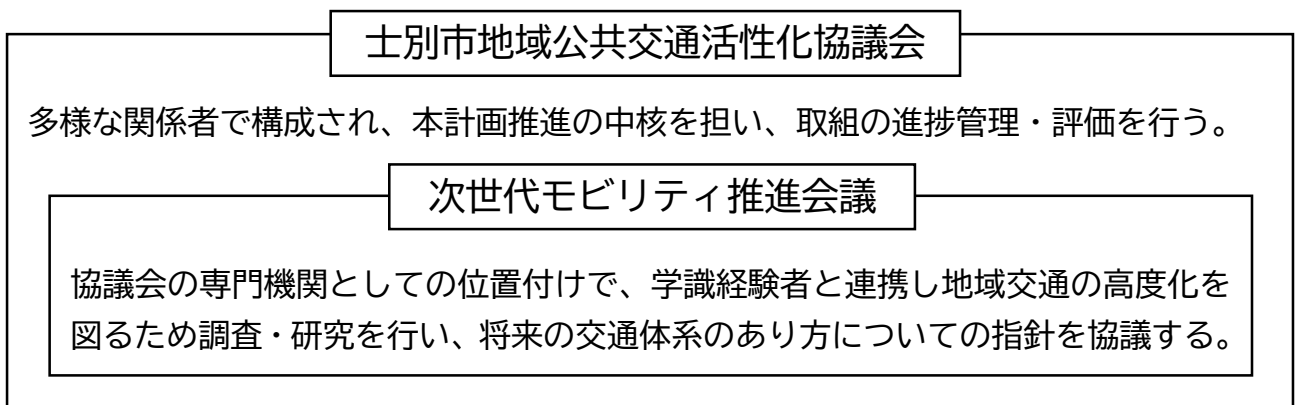 士別市地域公共交通活性化協議会
多様な関係者で構成され、本計画推進の中核を担い、取組の進捗管理・評価を行う。
次世代モビリティ推進会議
協議会の専門機関としての位置付けで、学識経験者と連携し地域交通の高度化を
図るため調査・研究を行い、将来の交通体系のあり方についての指針を協議する。